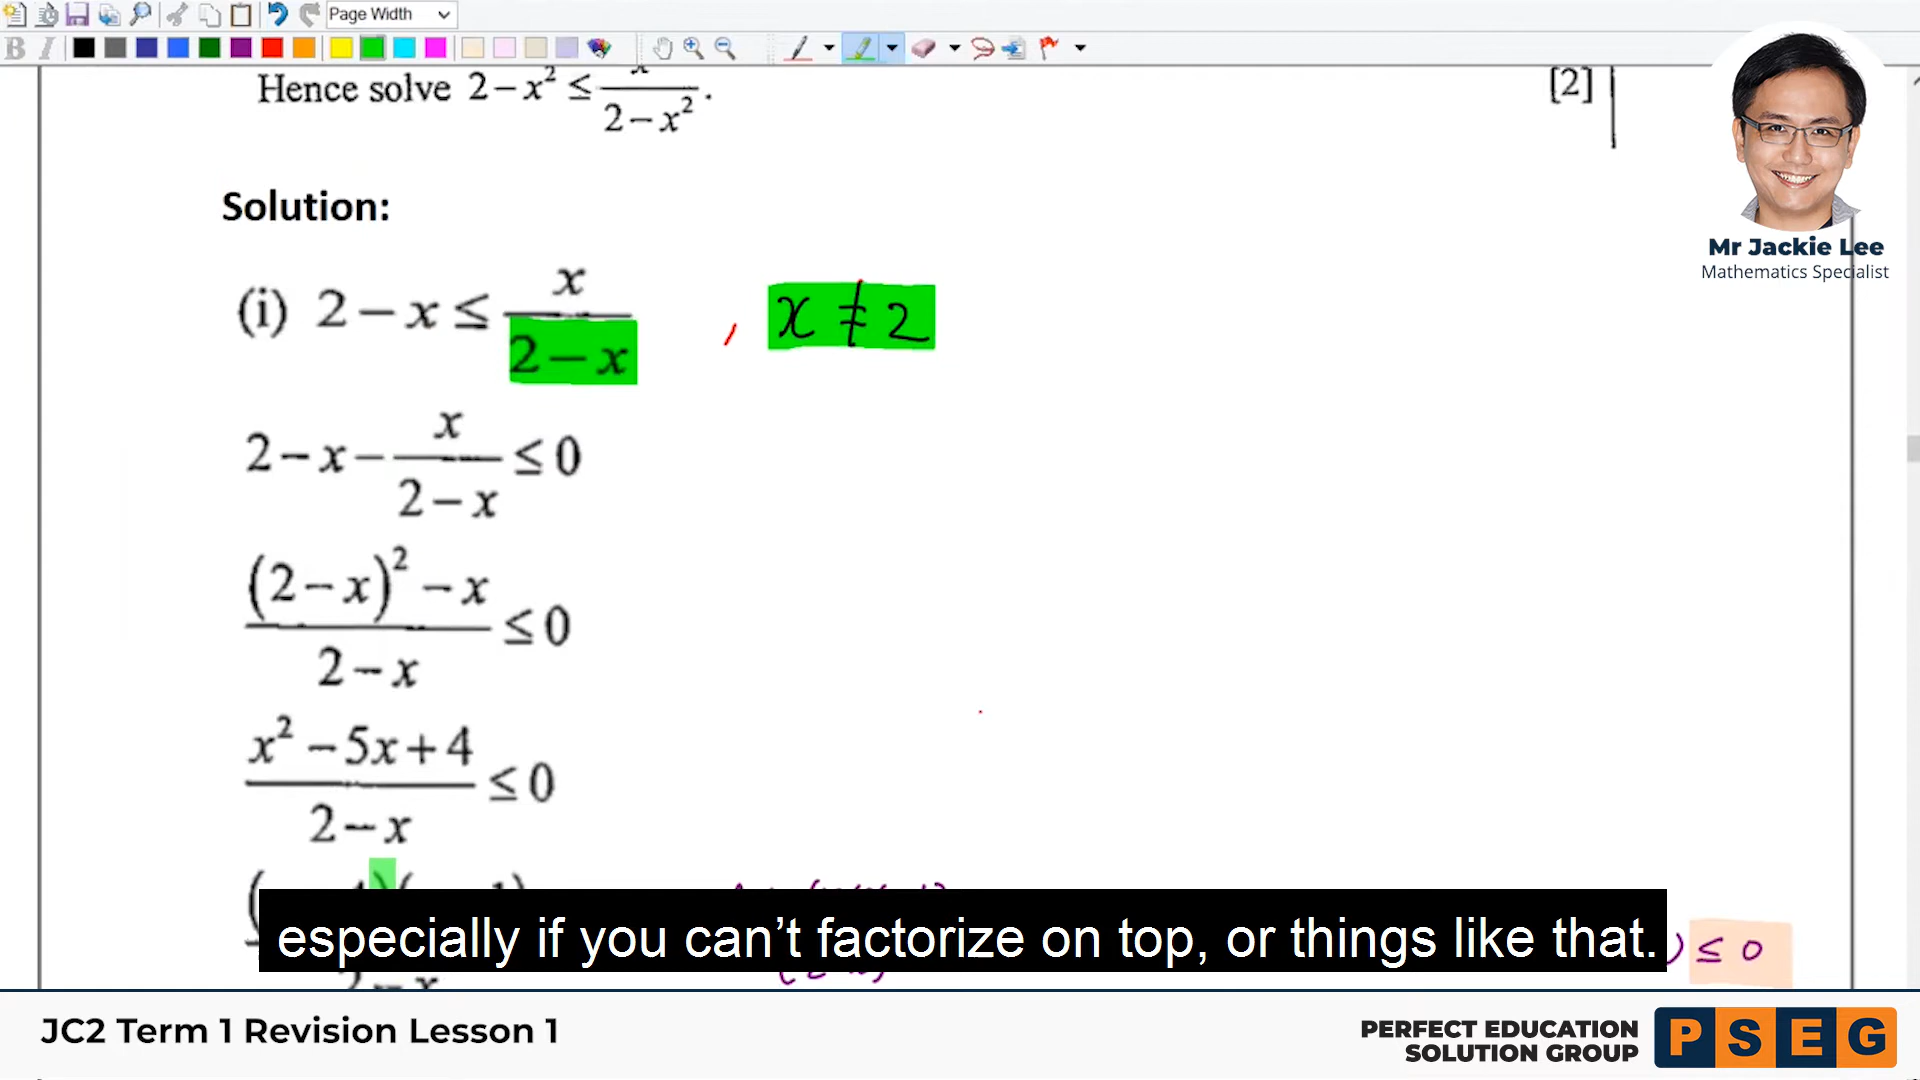 Page Width
B I
Hence solve 2 − x² ≤ x / (2 − x²). [2]
Solution:
(i) 2 − x ≤ x / (2 − x) , x ≠ 2
2 − x − x / (2 − x) ≤ 0
((2 − x)² − x) / (2 − x) ≤ 0
(x² − 5x + 4) / (2 − x) ≤ 0
≤ 0
especially if you can’t factorize on top, or things like that.
Mr Jackie Lee
Mathematics Specialist
JC2 Term 1 Revision Lesson 1
PERFECT EDUCATION
SOLUTION GROUP
PSEG